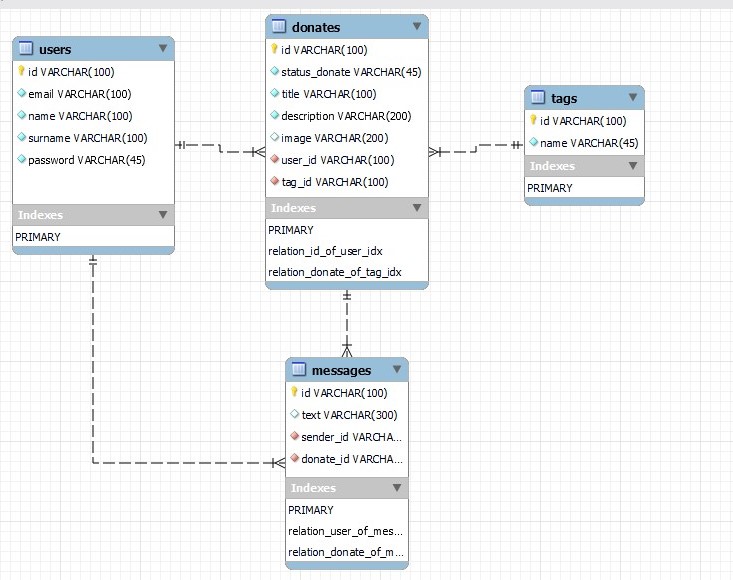 users
id VARCHAR(100)
email VARCHAR(100)
name VARCHAR(100)
surname VARCHAR(100)
password VARCHAR(45)
Indexes
PRIMARY
donates
id VARCHAR(100)
status_donate VARCHAR(45)
title VARCHAR(100)
description VARCHAR(200)
image VARCHAR(200)
user_id VARCHAR(100)
tag_id VARCHAR(100)
Indexes
PRIMARY
relation_id_of_user_idx
relation_donate_of_tag_idx
tags
id VARCHAR(100)
name VARCHAR(45)
Indexes
PRIMARY
messages
id VARCHAR(100)
text VARCHAR(300)
sender_id VARCHA...
donate_id VARCHA...
Indexes
PRIMARY
relation_user_of_mes...
relation_donate_of_m...